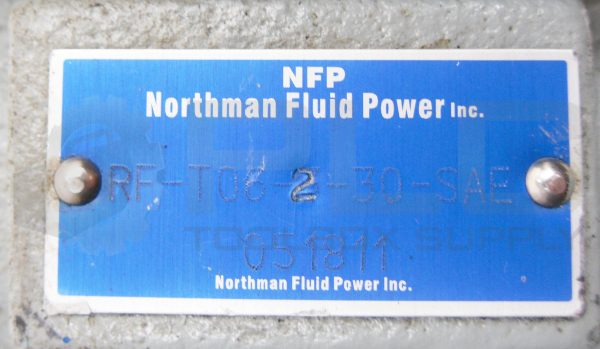 NFP
Northman Fluid Power Inc.
RF-T06-2-30-SAE
051811
Northman Fluid Power Inc.